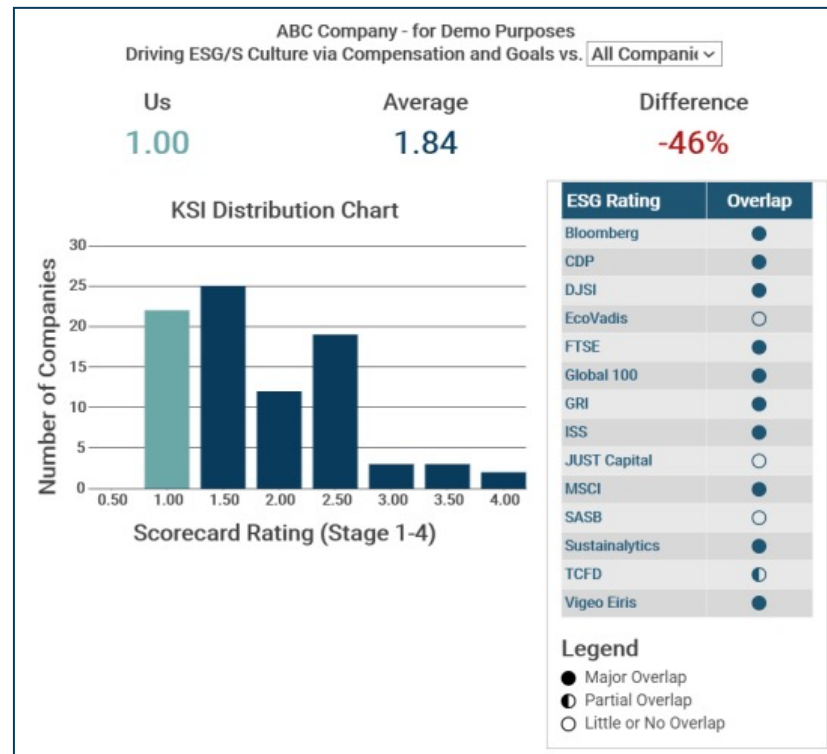 ABC Company - for Demo Purposes
Driving ESG/S Culture via Compensation and Goals vs. All Compani
Us Average Difference
1.00 1.84 -46%
KSI Distribution Chart
Number of Companies
30
25
20
15
10
5
0
0.50 1.00 1.50 2.00 2.50 3.00 3.50 4.00
Scorecard Rating (Stage 1-4)
ESG Rating Overlap
Bloomberg
CDP
DJSI
EcoVadis
FTSE
Global 100
GRI
ISS
JUST Capital
MSCI
SASB
Sustainalytics
TCFD
Vigeo Eiris
Legend
Major Overlap
Partial Overlap
Little or No Overlap